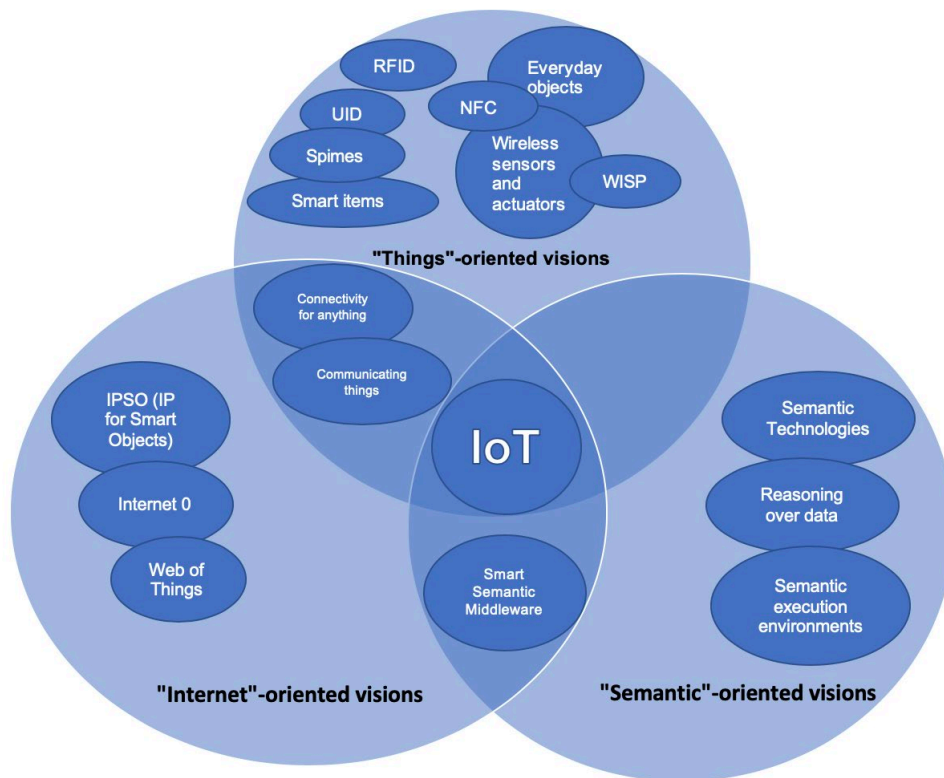 RFID
Everyday
objects
UID
NFC
Spimes
Wireless
sensors
and
actuators
WISP
Smart items
"Things"-oriented visions
Connectivity
for anything
Communicating
things
IPSO (IP
for Smart
Objects)
Internet 0
Web of
Things
IoT
Smart
Semantic
Middleware
Semantic
Technologies
Reasoning
over data
Semantic
execution
environments
"Internet"-oriented visions
"Semantic"-oriented visions